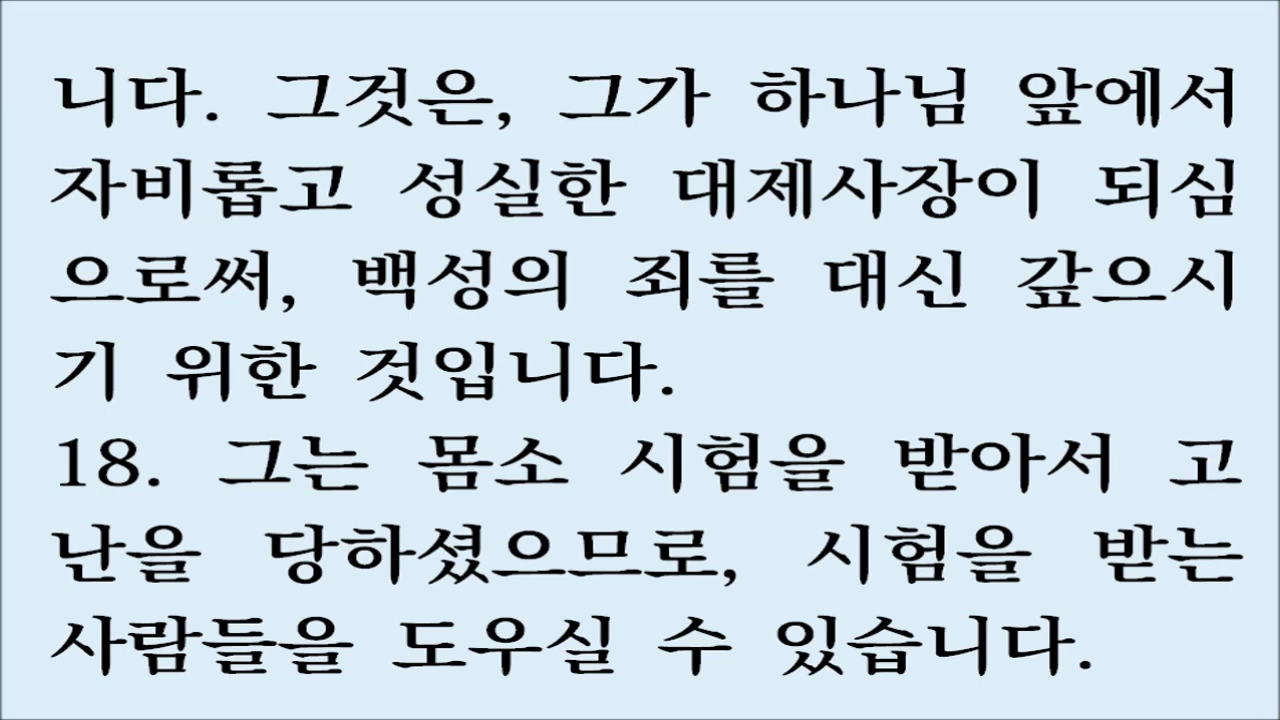 니다. 그것은, 그가 하나님 앞에서
자비롭고 성실한 대제사장이 되심
으로써, 백성의 죄를 대신 갚으시
기 위한 것입니다.
18. 그는 몸소 시험을 받아서 고
난을 당하셨으므로, 시험을 받는
사람들을 도우실 수 있습니다.